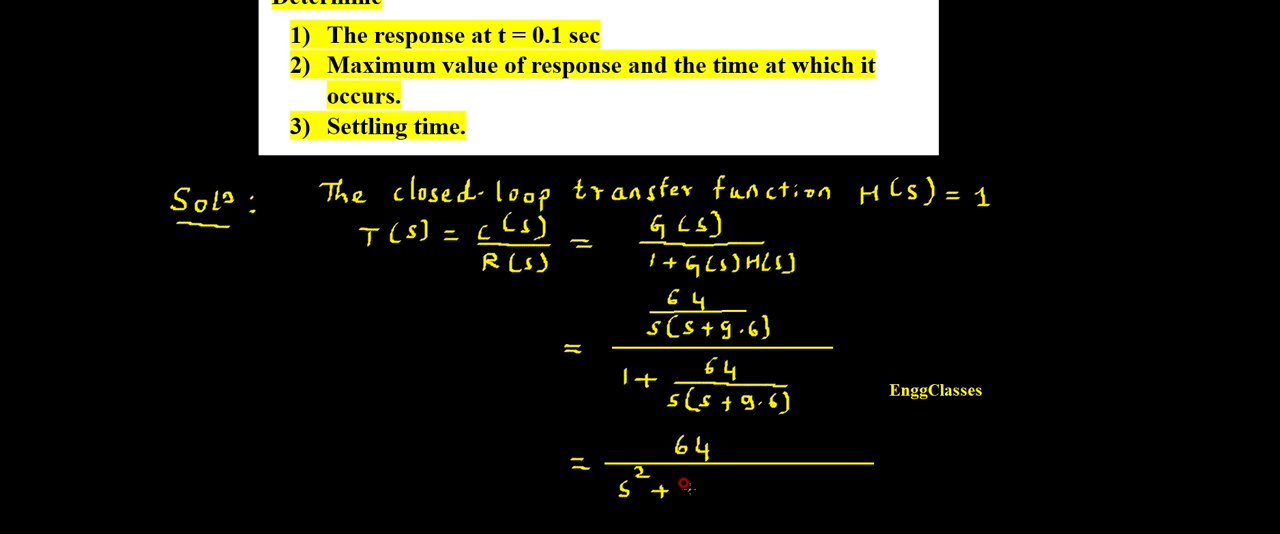 Determine
1) The response at t = 0.1 sec
2) Maximum value of response and the time at which it
occurs.
3) Settling time.
Solⁿ: The closed-loop transfer function H(s) = 1
T(s) = C(s)/R(s) = G(s)/1+G(s)H(s)
= 64/s(s+9.6) / 1+ 64/s(s+9.6)
EnggClasses
= 64/s²+